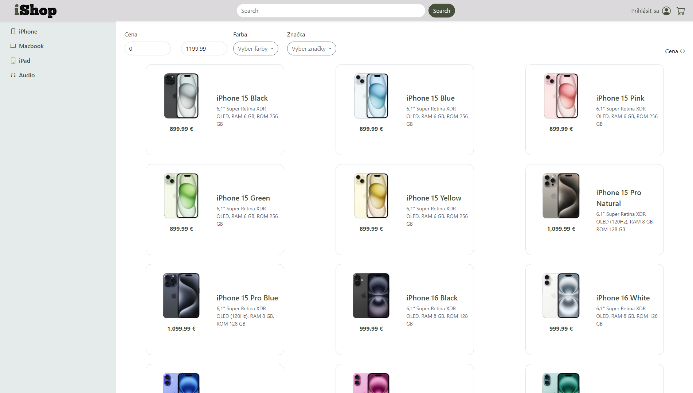 iShop
Search
Search
Prihlásiť sa
iPhone
Macbook
iPad
Audio
Cena
Farba
Značka
0
1199.99
Vyber farby
Vyber značky
Cena
iPhone 15 Black
6,1" Super Retina XDR
OLED, RAM 6 GB, ROM 256
GB
899.99 €
iPhone 15 Blue
6,1" Super Retina XDR
OLED, RAM 6 GB, ROM 256
GB
899.99 €
iPhone 15 Pink
6,1" Super Retina XDR
OLED, RAM 6 GB, ROM 256
GB
899.99 €
iPhone 15 Green
6,1" Super Retina XDR
OLED, RAM 6 GB, ROM 256
GB
899.99 €
iPhone 15 Yellow
6,1" Super Retina XDR
OLED, RAM 6 GB, ROM 256
GB
899.99 €
iPhone 15 Pro
Natural
6,1" Super Retina XDR
OLED (120Hz), RAM 8 GB,
ROM 128 GB
1,099.99 €
iPhone 15 Pro Blue
6,1" Super Retina XDR
OLED (120Hz), RAM 8 GB,
ROM 128 GB
1,099.99 €
iPhone 16 Black
6,1" Super Retina XDR
OLED, RAM 8 GB, ROM 128
GB
999.99 €
iPhone 16 White
6,1" Super Retina XDR
OLED, RAM 8 GB, ROM 128
GB
999.99 €